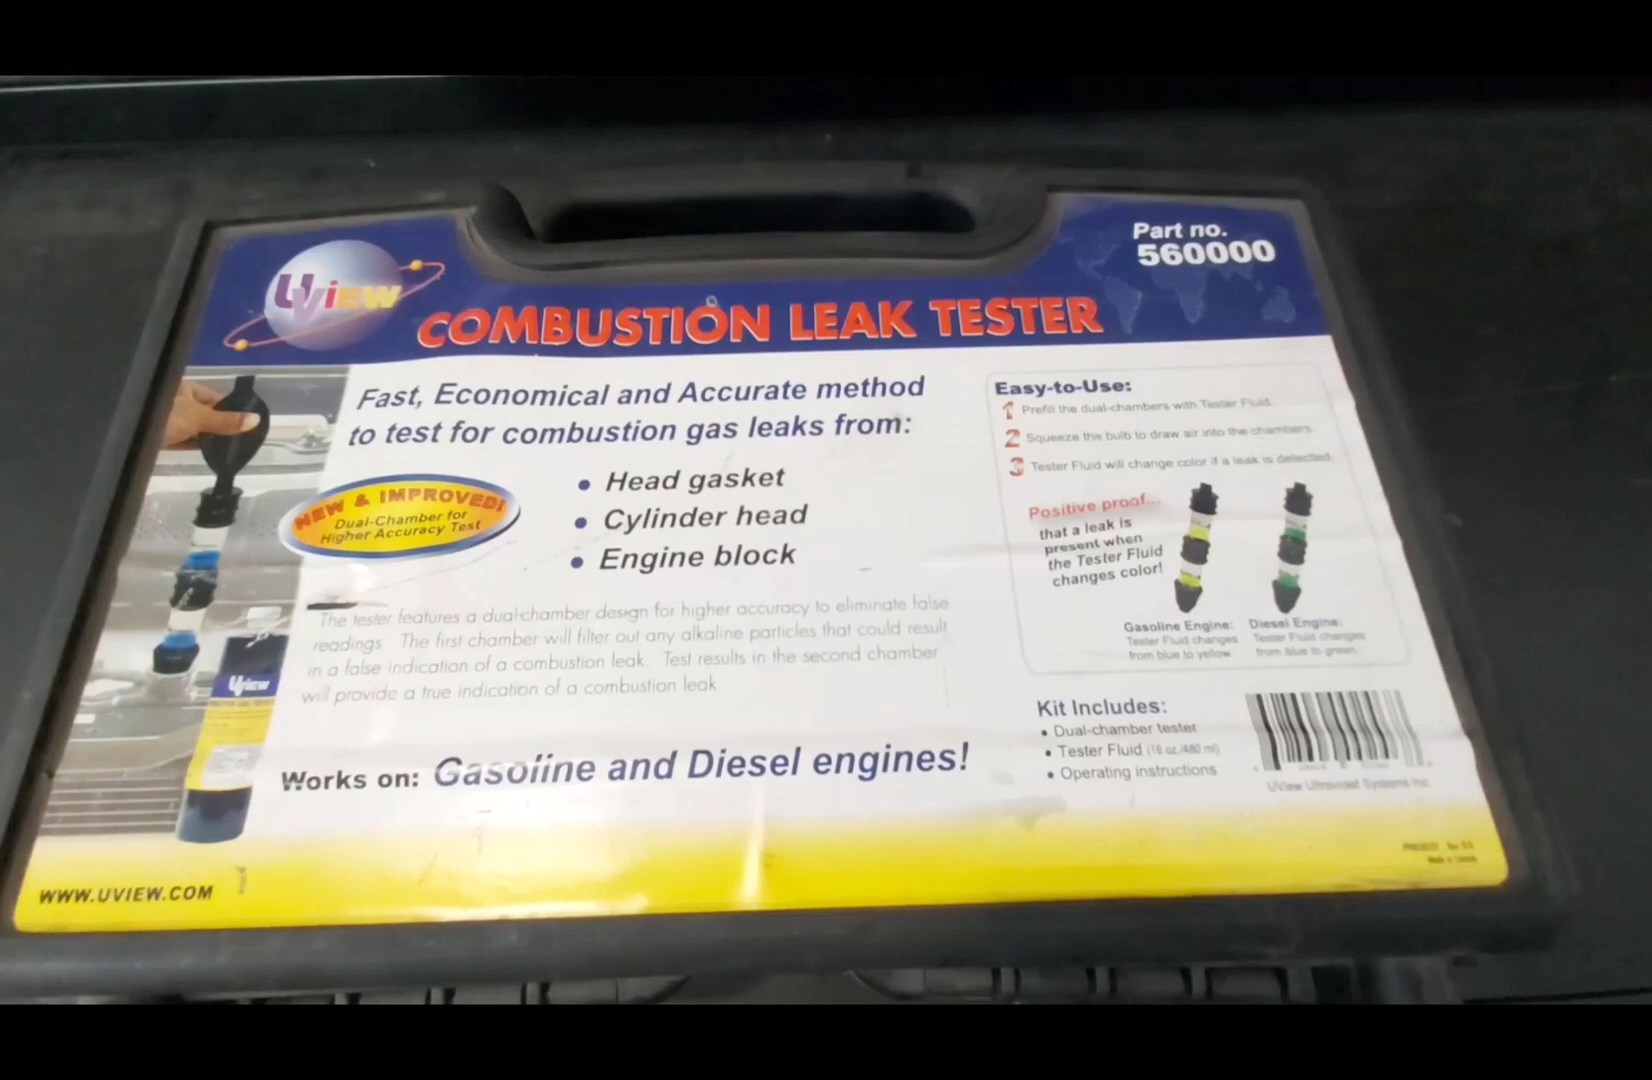 Part no.
560000
Uview
COMBUSTION LEAK TESTER
Fast, Economical and Accurate method
to test for combustion gas leaks from:
• Head gasket
• Cylinder head
• Engine block
NEW & IMPROVED!
Dual-Chamber for
Higher Accuracy Test
The tester features a dual-chamber design for higher accuracy to eliminate false
readings. The first chamber will filter out any alkaline particles that could result
in a false indication of a combustion leak. Test results in the second chamber
will provide a true indication of a combustion leak.
Works on: Gasoline and Diesel engines!
Uview
WWW.UVIEW.COM
Easy-to-Use:
1 Prefill the dual-chambers with Tester Fluid.
2 Squeeze the bulb to draw air into the chambers.
3 Tester Fluid will change color if a leak is detected.
Positive proof...
that a leak is
present when
the Tester Fluid
changes color!
Gasoline Engine:
Tester Fluid changes
from blue to yellow.
Diesel Engine:
Tester Fluid changes
from blue to green.
Kit Includes:
• Dual-chamber tester
• Tester Fluid (16 oz./480 ml)
• Operating instructions
UView Ultraviolet Systems Inc.
Made in Canada